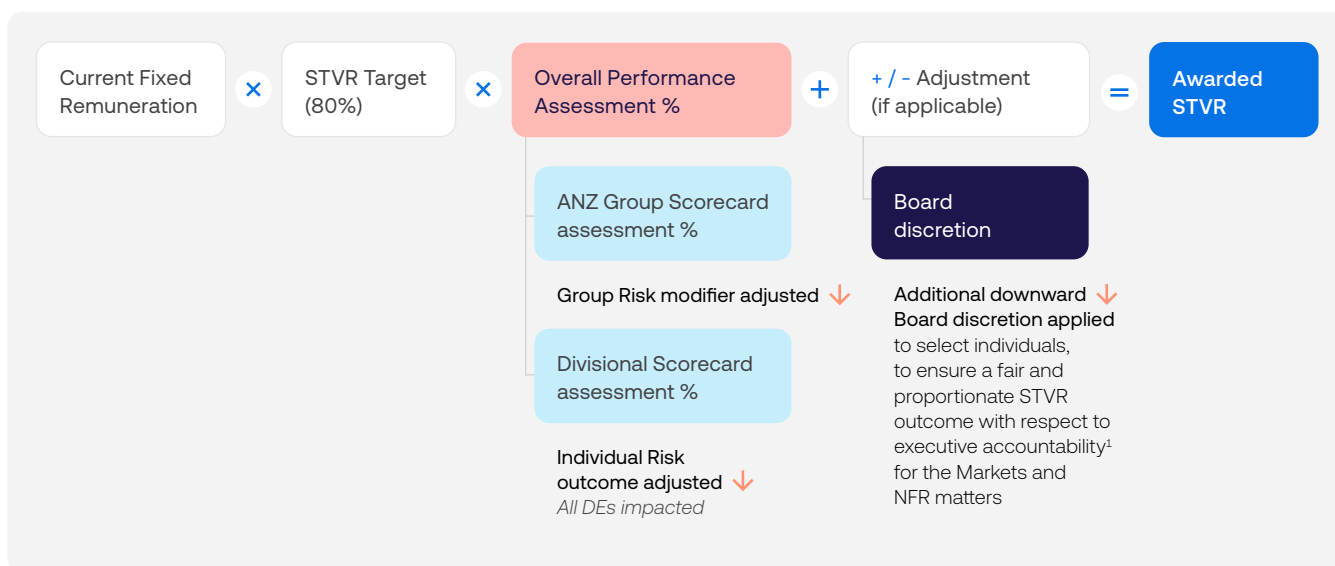 Current Fixed
Remuneration
×
STVR Target
(80%)
×
Overall Performance
Assessment %
+
+ / - Adjustment
(if applicable)
=
Awarded
STVR
ANZ Group Scorecard
assessment %
Group Risk modifier adjusted ↓
Divisional Scorecard
assessment %
Individual Risk
outcome adjusted ↓
All DEs impacted
Board
discretion
Additional downward ↓
Board discretion applied
to select individuals,
to ensure a fair and
proportionate STVR
outcome with respect to
executive accountability¹
for the Markets and
NFR matters